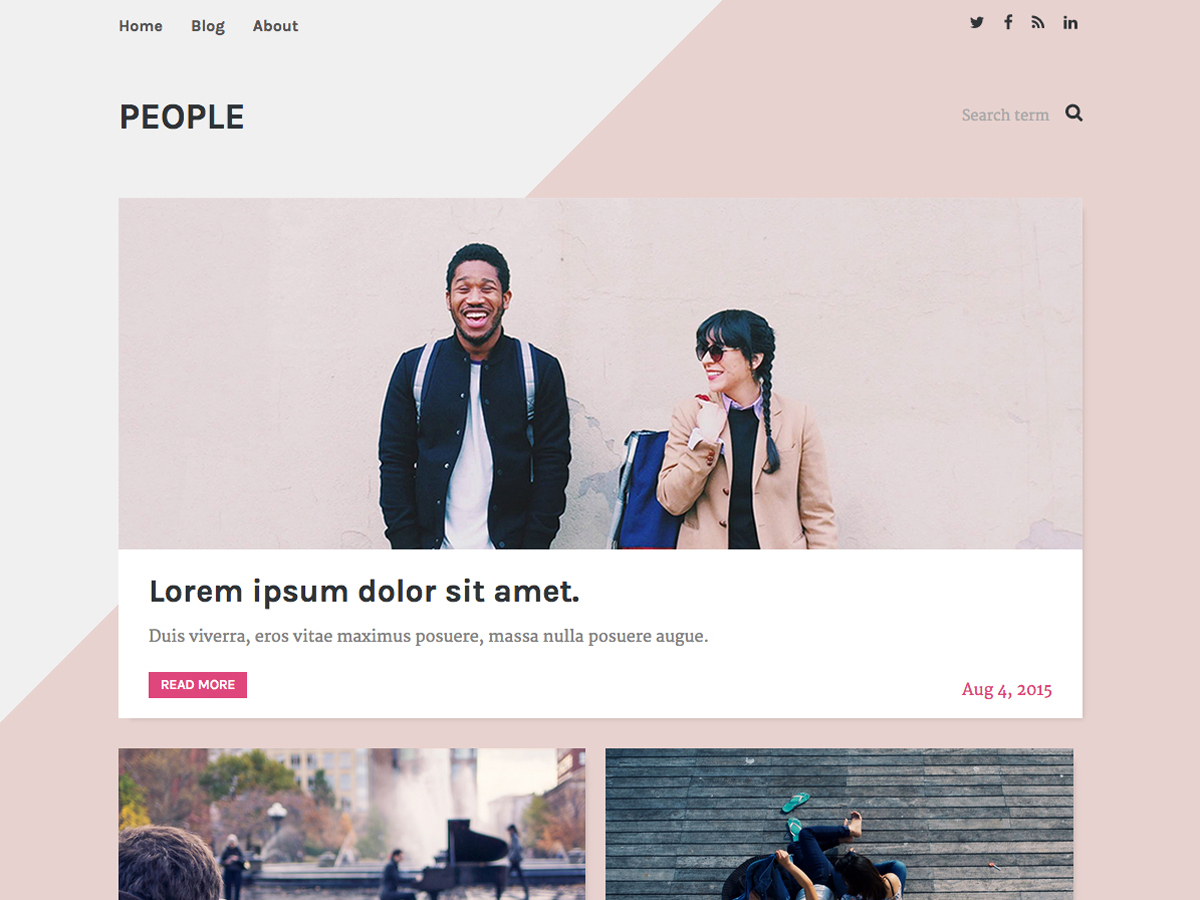 Home Blog About
PEOPLE
Search term
Lorem ipsum dolor sit amet.
Duis viverra, eros vitae maximus posuere, massa nulla posuere augue.
READ MORE
Aug 4, 2015